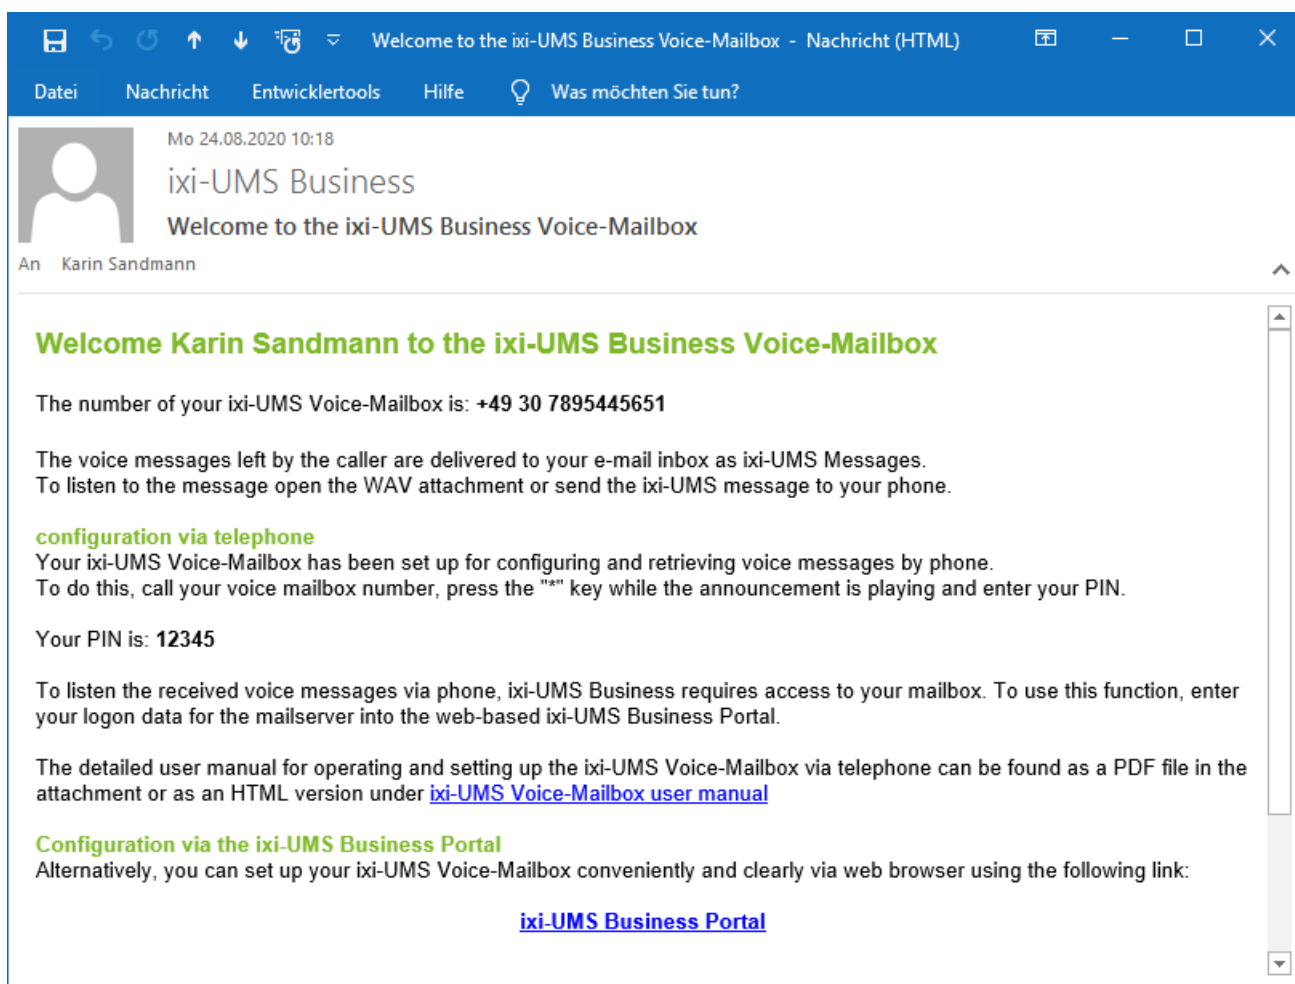 Welcome to the ixi-UMS Business Voice-Mailbox - Nachricht (HTML)
Datei Nachricht Entwicklertools Hilfe Was möchten Sie tun?
Mo 24.08.2020 10:18
ixi-UMS Business
Welcome to the ixi-UMS Business Voice-Mailbox
An Karin Sandmann
Welcome Karin Sandmann to the ixi-UMS Business Voice-Mailbox
The number of your ixi-UMS Voice-Mailbox is: +49 30 7895445651
The voice messages left by the caller are delivered to your e-mail inbox as ixi-UMS Messages.
To listen to the message open the WAV attachment or send the ixi-UMS message to your phone.
configuration via telephone
Your ixi-UMS Voice-Mailbox has been set up for configuring and retrieving voice messages by phone.
To do this, call your voice mailbox number, press the "*" key while the announcement is playing and enter your PIN.
Your PIN is: 12345
To listen the received voice messages via phone, ixi-UMS Business requires access to your mailbox. To use this function, enter
your logon data for the mailserver into the web-based ixi-UMS Business Portal.
The detailed user manual for operating and setting up the ixi-UMS Voice-Mailbox via telephone can be found as a PDF file in the
attachment or as an HTML version under ixi-UMS Voice-Mailbox user manual
Configuration via the ixi-UMS Business Portal
Alternatively, you can set up your ixi-UMS Voice-Mailbox conveniently and clearly via web browser using the following link:
ixi-UMS Business Portal